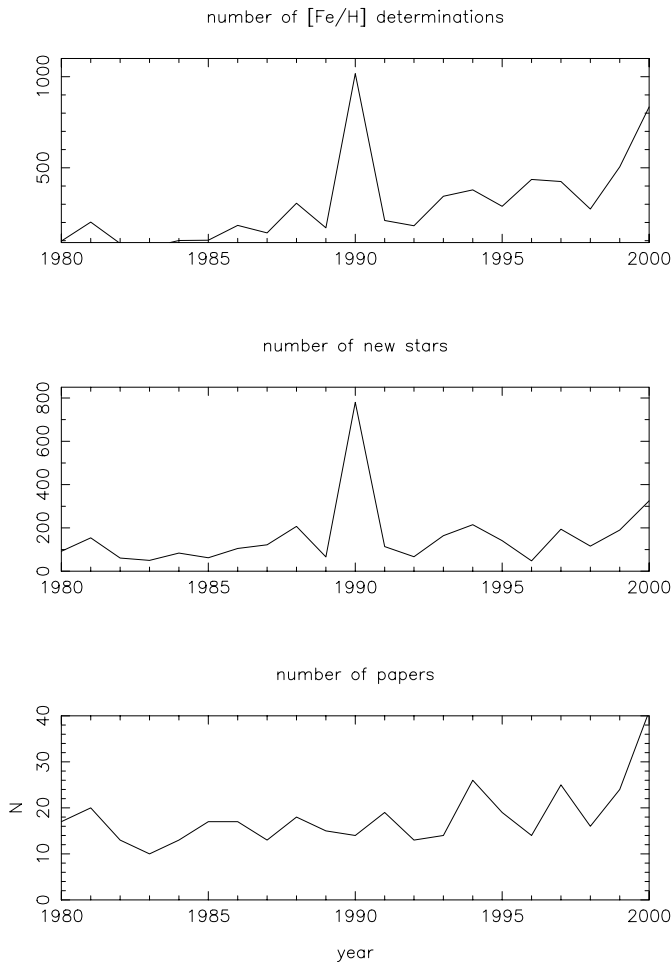 number of [Fe/H] determinations
1000
500
1980 1985 1990 1995 2000
number of new stars
800
600
400
200
0
1980 1985 1990 1995 2000
number of papers
40
30
20
10
0
N
1980 1985 1990 1995 2000
year